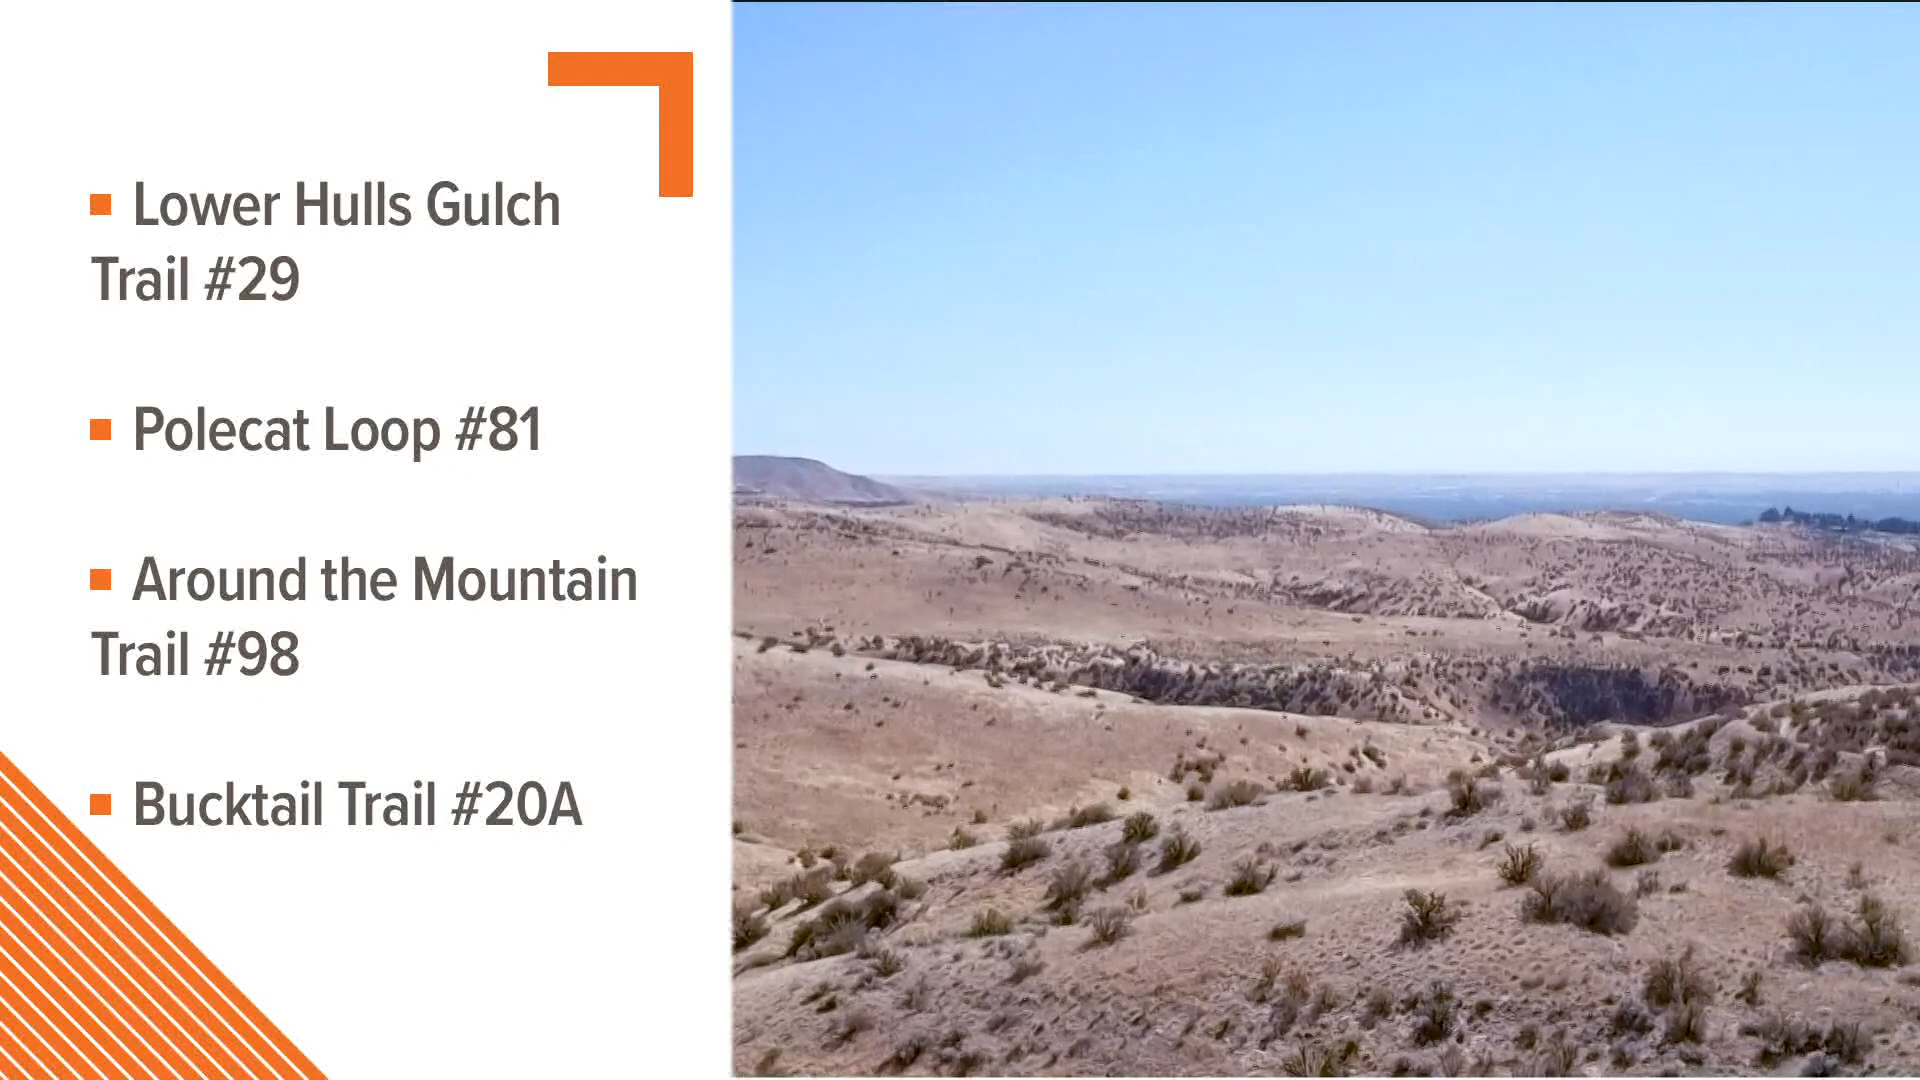 Lower Hulls Gulch
Trail #29
Polecat Loop #81
Around the Mountain
Trail #98
Bucktail Trail #20A